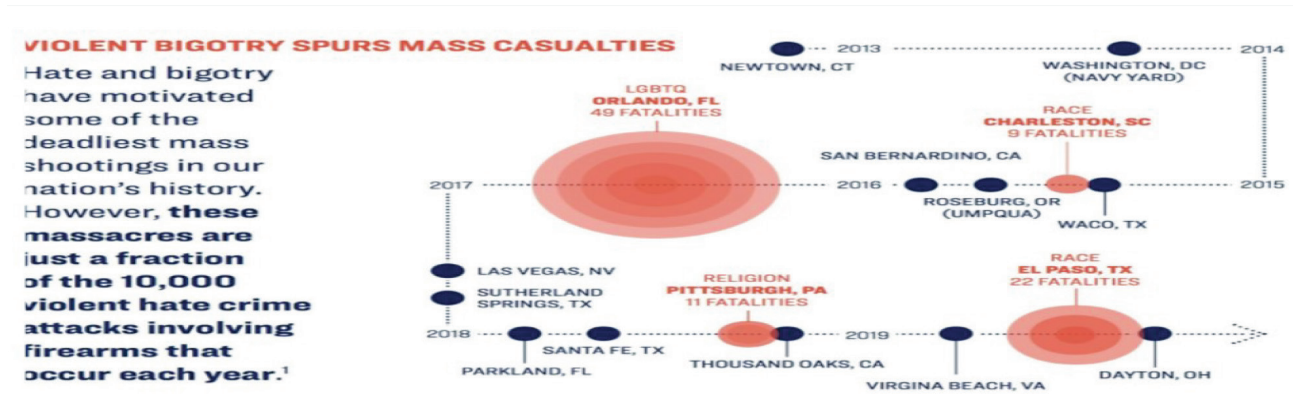 VIOLENT BIGOTRY SPURS MASS CASUALTIES
Hate and bigotry
have motivated
some of the
deadliest mass
shootings in our
nation's history.
However, these
massacres are
just a fraction
of the 10,000
violent hate crime
attacks involving
firearms that
occur each year.¹
NEWTOWN, CT
2013
WASHINGTON, DC
(NAVY YARD)
2014
LGBTQ
ORLANDO, FL
49 FATALITIES
RACE
CHARLESTON, SC
9 FATALITIES
2015
WACO, TX
ROSEBURG, OR
(UMPQUA)
SAN BERNARDINO, CA
2016
2017
LAS VEGAS, NV
SUTHERLAND
SPRINGS, TX
2018
PARKLAND, FL
SANTA FE, TX
RELIGION
PITTSBURGH, PA
11 FATALITIES
THOUSAND OAKS, CA
2019
VIRGINA BEACH, VA
RACE
EL PASO, TX
22 FATALITIES
DAYTON, OH